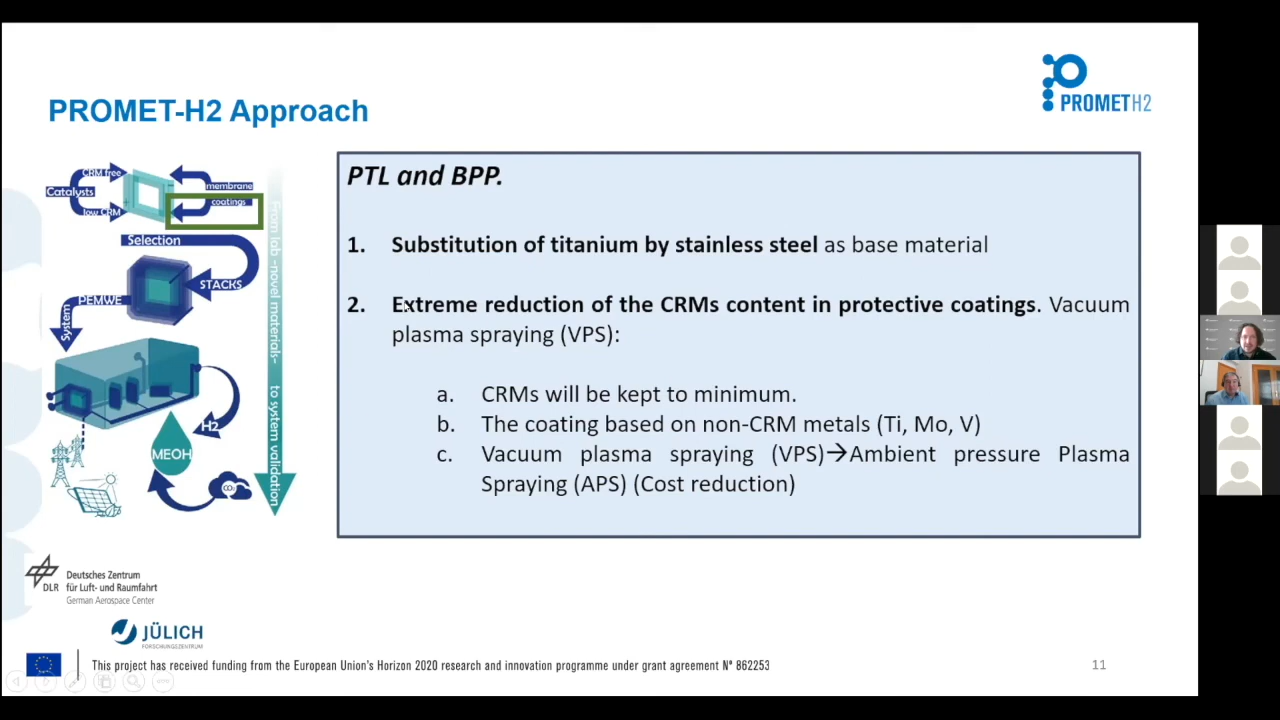 PROMET-H2 Approach
PROMETH2
CRM free
Catalysts
low CRM
membrane
coatings
Selection
STACKS
PEMWE
System
H2
MEOH
CO₂
From lab -novel materials- to system validation
PTL and BPP.
1. Substitution of titanium by stainless steel as base material
2. Extreme reduction of the CRMs content in protective coatings. Vacuum
plasma spraying (VPS):
a. CRMs will be kept to minimum.
b. The coating based on non-CRM metals (Ti, Mo, V)
c. Vacuum plasma spraying (VPS)→Ambient pressure Plasma
Spraying (APS) (Cost reduction)
DLR
Deutsches Zentrum
für Luft- und Raumfahrt
German Aerospace Center
JÜLICH
FORSCHUNGSZENTRUM
This project has received funding from the European Union's Horizon 2020 research and innovation programme under grant agreement Nº 862253
11